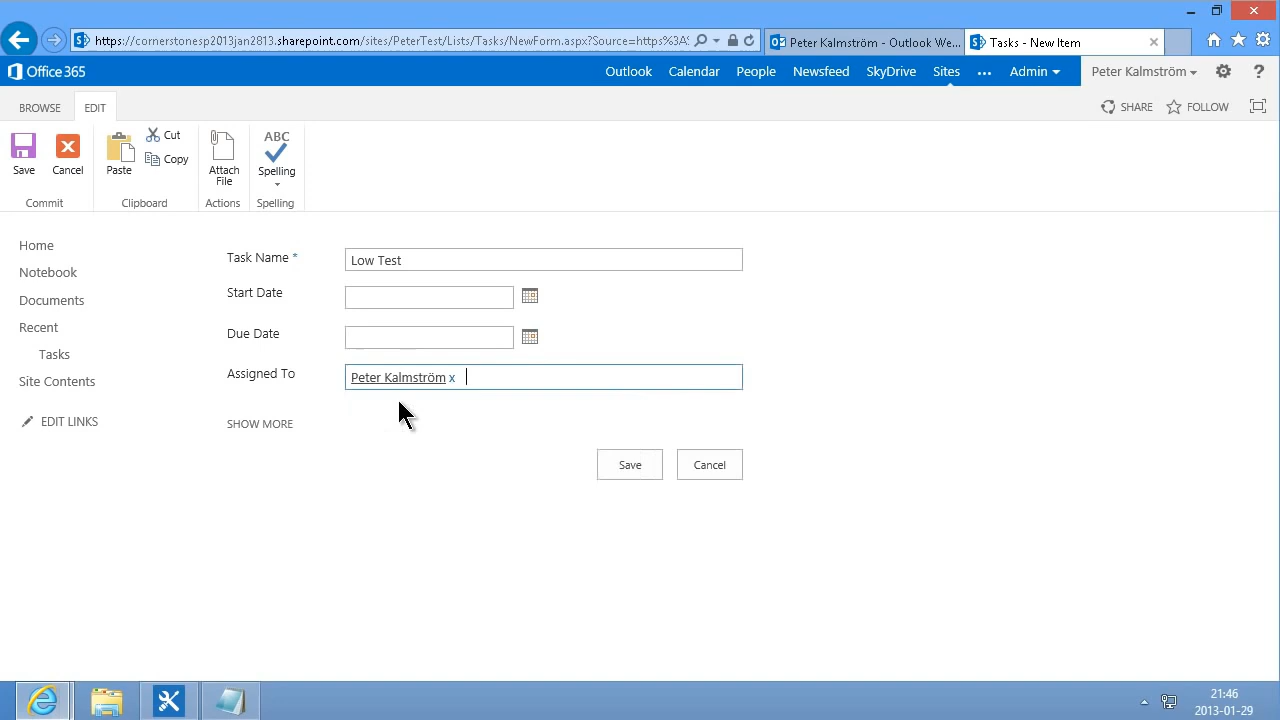 https://cornerstonesp2013jan2813.sharepoint.com/sites/PeterTest/Lists/Tasks/NewForm.aspx?Source=https%3A%
Peter Kalmström - Outlook We...
Tasks - New Item
Office 365
Outlook
Calendar
People
Newsfeed
SkyDrive
Sites
...
Admin
Peter Kalmström
?
BROWSE
EDIT
SHARE
FOLLOW
Save
Cancel
Paste
Cut
Copy
Attach
File
ABC
Spelling
Commit
Clipboard
Actions
Spelling
Home
Notebook
Documents
Recent
Tasks
Site Contents
EDIT LINKS
Task Name *
Low Test
Start Date
Due Date
Assigned To
Peter Kalmström x
SHOW MORE
Save
Cancel
21:46
2013-01-29